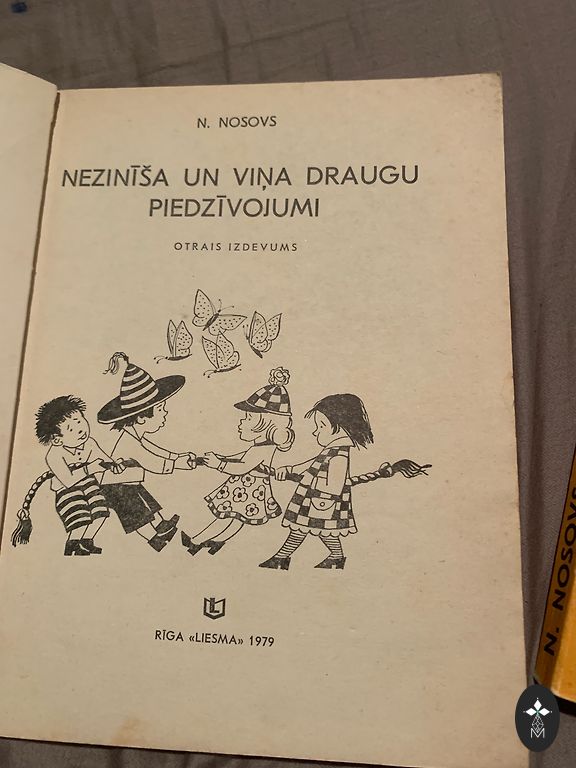 N. NOSOVS
NEZINĪŠA UN VIŅA DRAUGU
PIEDZĪVOJUMI
OTRAIS IZDEVUMS
RĪGA «LIESMA» 1979
N. NOSOVS
M